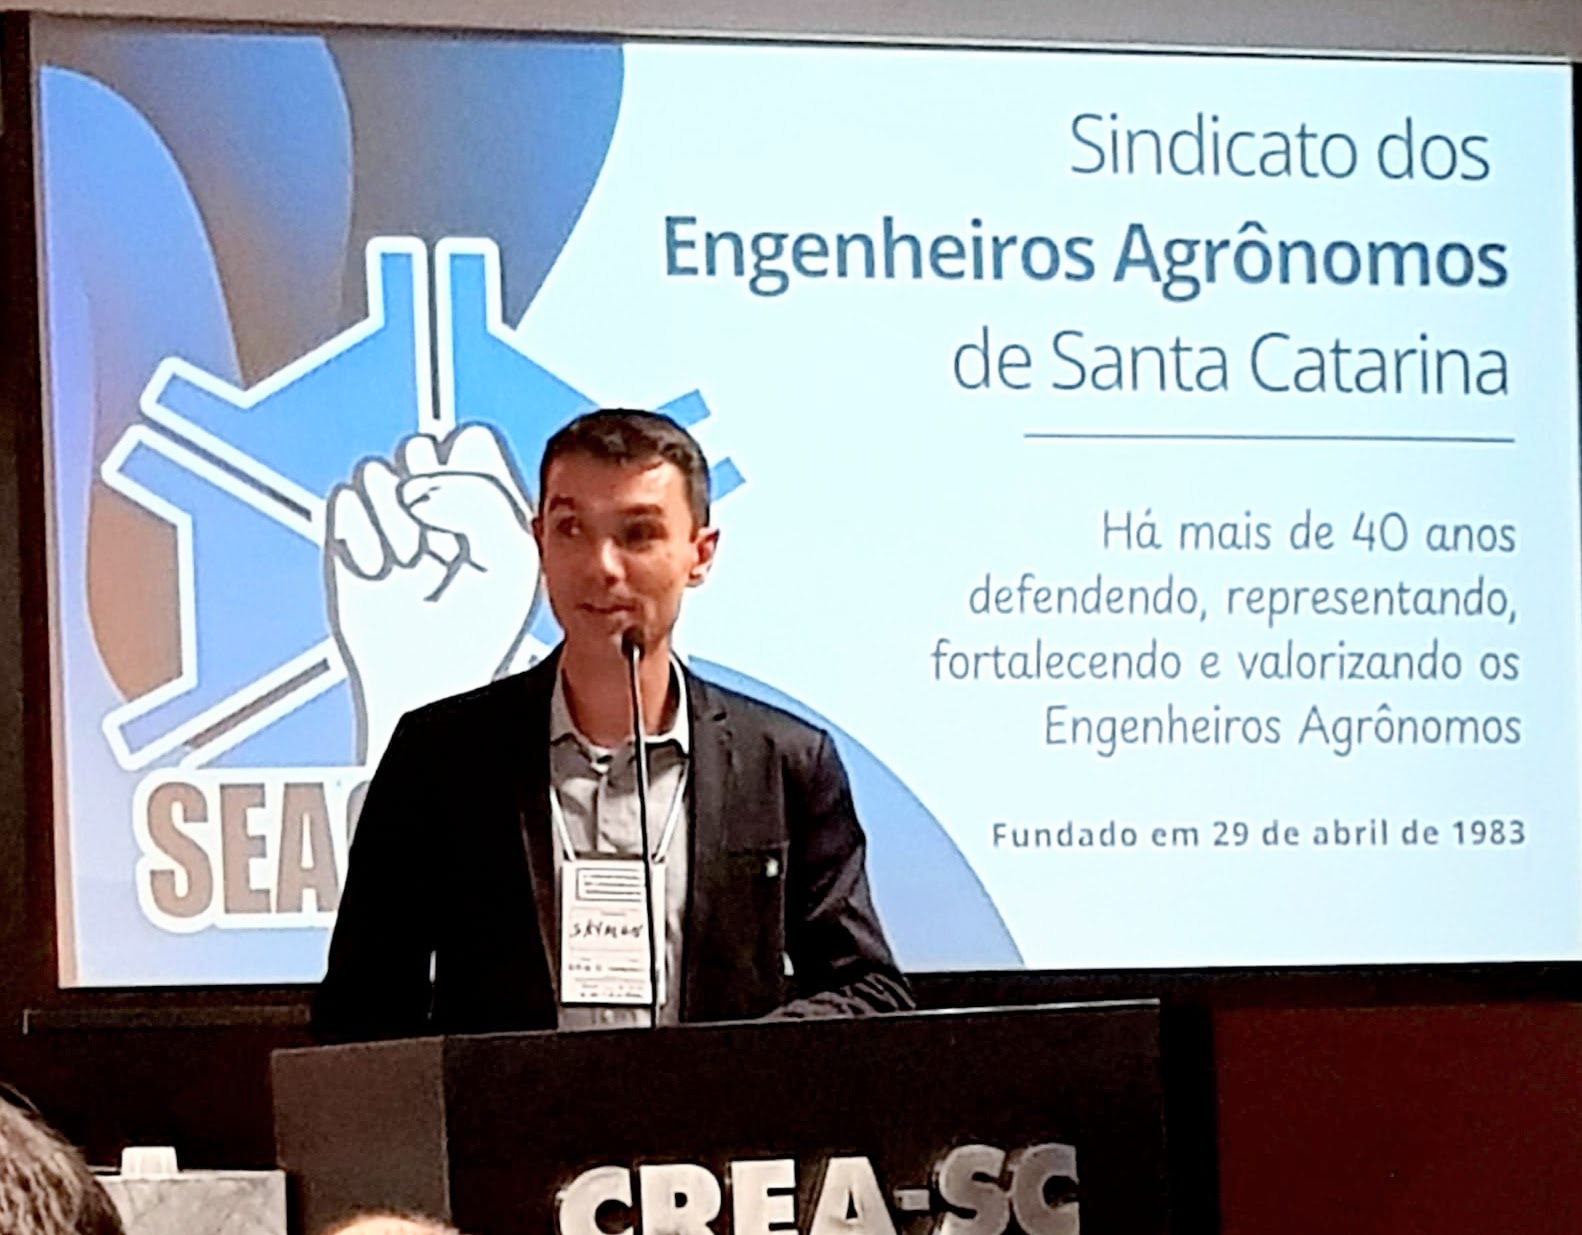 Sindicato dos
Engenheiros Agrônomos
de Santa Catarina
Há mais de 40 anos
defendendo, representando,
fortalecendo e valorizando os
Engenheiros Agrônomos
Fundado em 29 de abril de 1983
SEA
CREA-SC